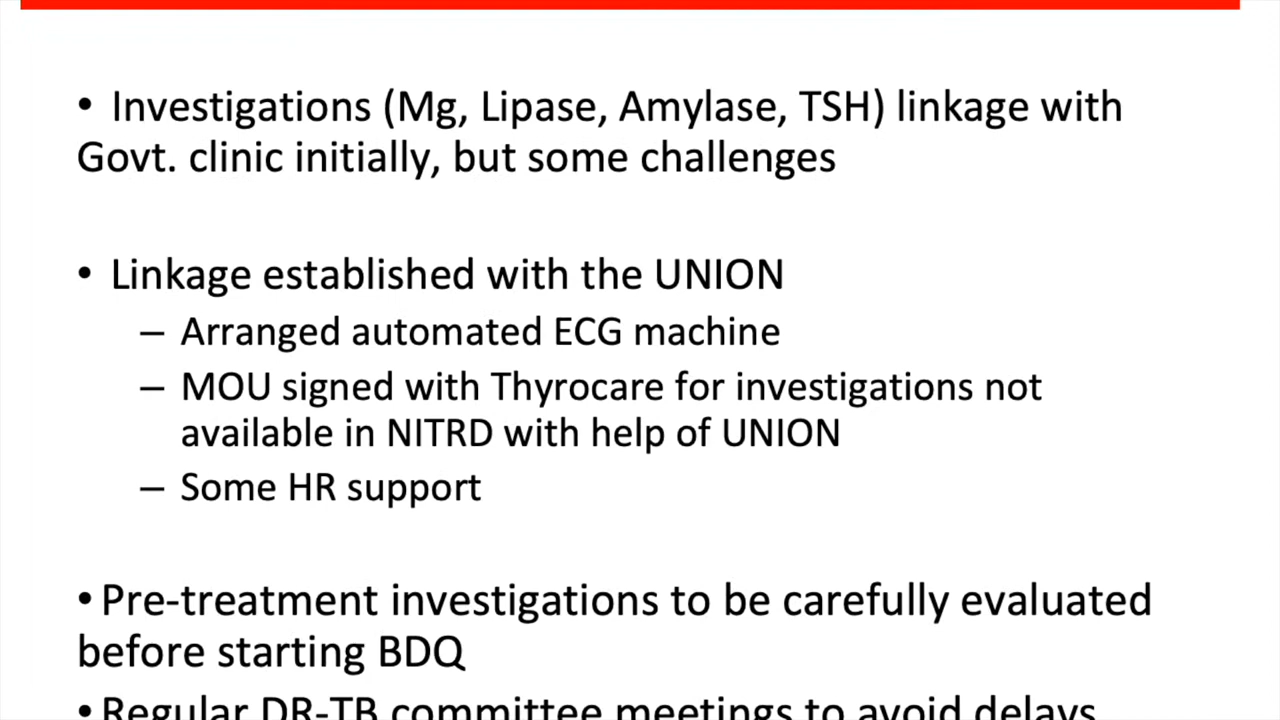 • Investigations (Mg, Lipase, Amylase, TSH) linkage with
Govt. clinic initially, but some challenges
• Linkage established with the UNION
– Arranged automated ECG machine
– MOU signed with Thyrocare for investigations not
available in NITRD with help of UNION
– Some HR support
• Pre-treatment investigations to be carefully evaluated
before starting BDQ
• Regular DR-TB committee meetings to avoid delays